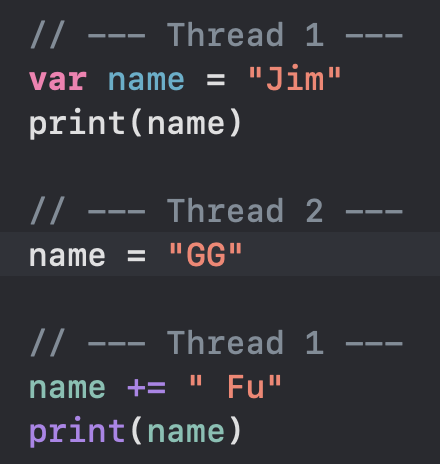 // --- Thread 1 ---
var name = "Jim"
print(name)
// --- Thread 2 ---
name = "GG"
// --- Thread 1 ---
name += " Fu"
print(name)